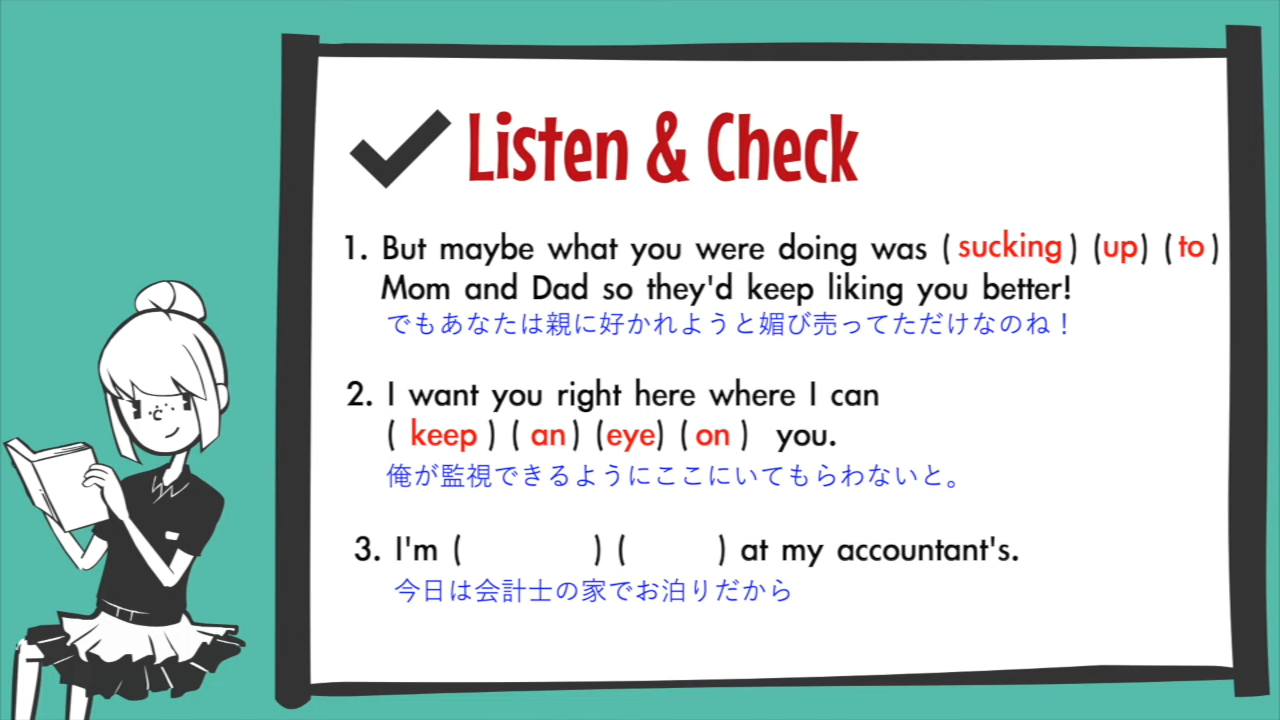 Listen & Check
1. But maybe what you were doing was (sucking) (up) (to)
Mom and Dad so they'd keep liking you better!
でもあなたは親に好かれようと媚び売ってただけなのね！
2. I want you right here where I can
( keep ) ( an ) (eye) ( on ) you.
俺が監視できるようにここにいてもらわないと。
3. I'm (          ) (       ) at my accountant's.
今日は会計士の家でお泊りだから